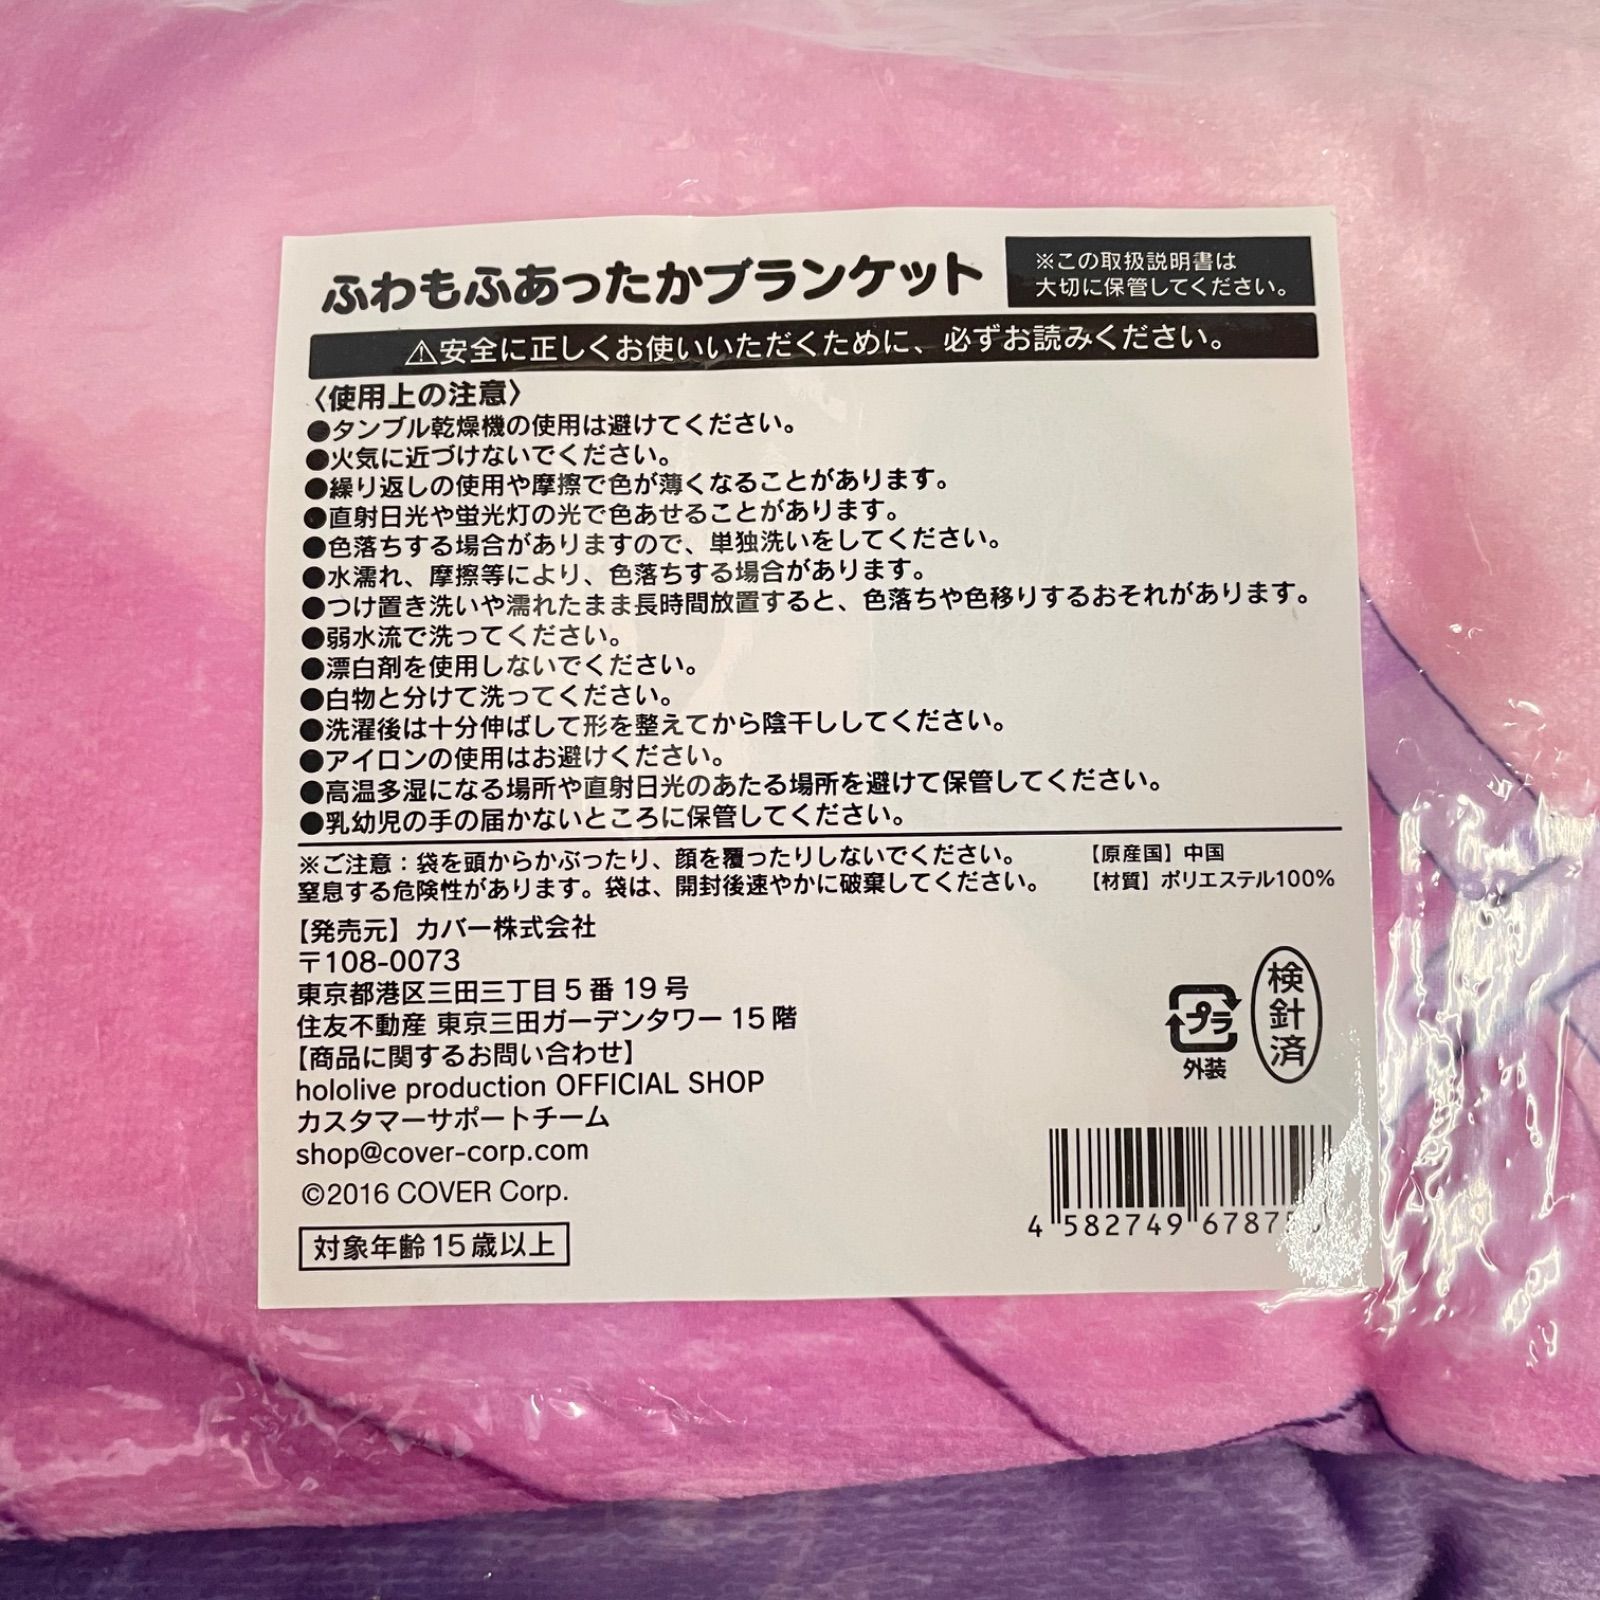 ふわもふあったかブランケット
※この取扱説明書は
大切に保管してください。
⚠安全に正しくお使いいただくために、必ずお読みください。
〈使用上の注意〉
●タンブル乾燥機の使用は避けてください。
●火気に近づけないでください。
●繰り返しの使用や摩擦で色が薄くなることがあります。
●直射日光や蛍光灯の光で色あせることがあります。
●色落ちする場合がありますので、単独洗いをしてください。
●水濡れ、摩擦等により、色落ちする場合があります。
●つけ置き洗いや濡れたまま長時間放置すると、色落ちや色移りするおそれがあります。
●弱水流で洗ってください。
●漂白剤を使用しないでください。
●白物と分けて洗ってください。
●洗濯後は十分伸ばして形を整えてから陰干ししてください。
●アイロンの使用はお避けください。
●高温多湿になる場所や直射日光のあたる場所を避けて保管してください。
●乳幼児の手の届かないところに保管してください。
※ご注意：袋を頭からかぶったり、顔を覆ったりしないでください。
窒息する危険性があります。袋は、開封後速やかに破棄してください。
【原産国】中国
【材質】ポリエステル100%
【発売元】カバー株式会社
〒108-0073
東京都港区三田三丁目5番19号
住友不動産 東京三田ガーデンタワー15階
【商品に関するお問い合わせ】
hololive production OFFICIAL SHOP
カスタマーサポートチーム
shop@cover-corp.com
©2016 COVER Corp.
対象年齢15歳以上
プラ
外装
検針済
4 582749 6787